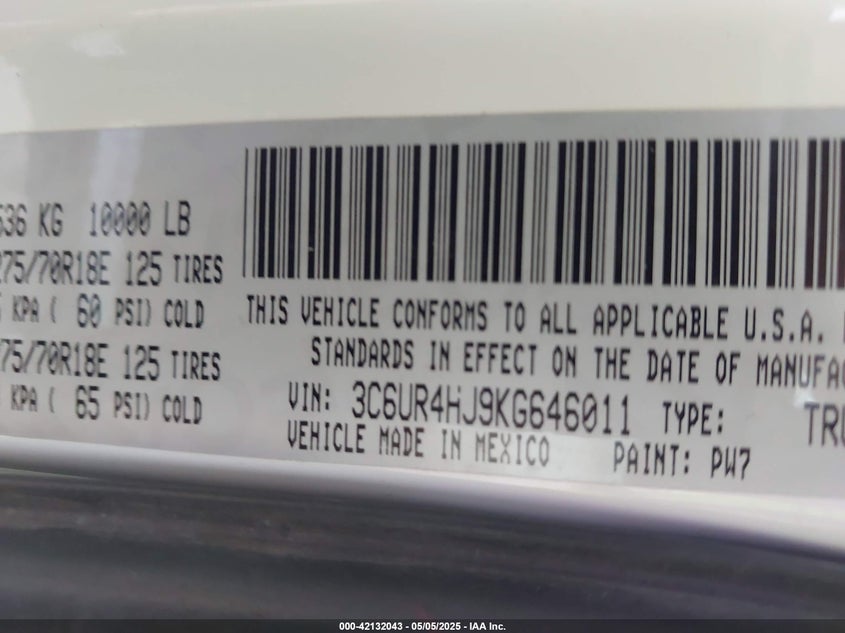 536 KG 10000 LB
275/70R18E 125 TIRES
KPA ( 60 PSI) COLD
275/70R18E 125 TIRES
KPA ( 65 PSI) COLD
THIS VEHICLE CONFORMS TO ALL APPLICABLE U.S.A.
STANDARDS IN EFFECT ON THE DATE OF MANUFA
VIN: 3C6UR4HJ9KG646011 TYPE: TRU
VEHICLE MADE IN MEXICO PAINT: PW7
000-42132043 - 05/05/2025 - IAA Inc.